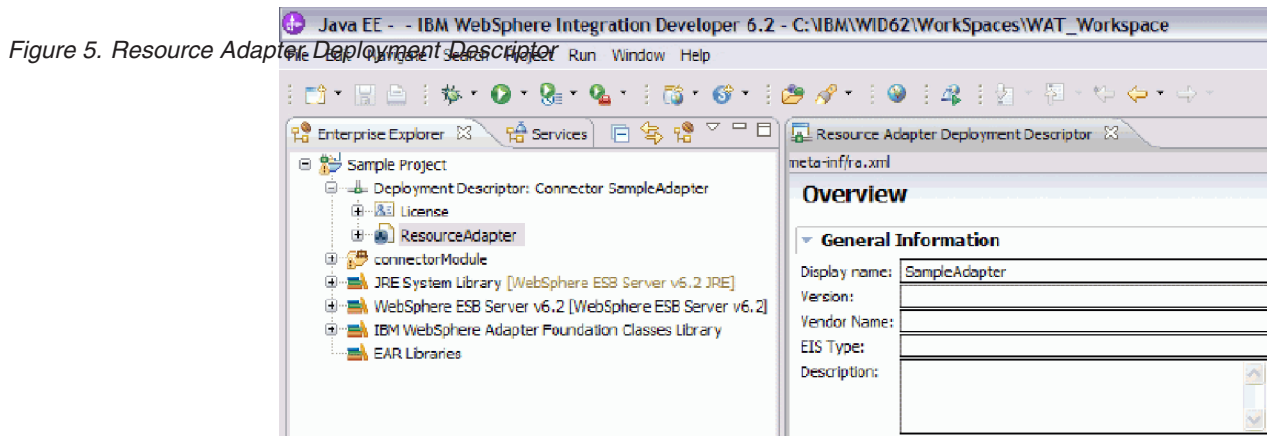 Java EE - - IBM WebSphere Integration Developer 6.2 - C:\IBM\WID62\WorkSpaces\WAT_Workspace
Figure 5. Resource Adapter Deployment Descriptor
File Edit Navigate Search Project Run Window Help
Enterprise Explorer Services
Resource Adapter Deployment Descriptor
Sample Project
Deployment Descriptor: Connector SampleAdapter
License
ResourceAdapter
connectorModule
JRE System Library [WebSphere ESB Server v6.2 JRE]
WebSphere ESB Server v6.2 [WebSphere ESB Server v6.2]
IBM WebSphere Adapter Foundation Classes Library
EAR Libraries
meta-inf/ra.xml
Overview
General Information
Display name: SampleAdapter
Version:
Vendor Name:
EIS Type:
Description: